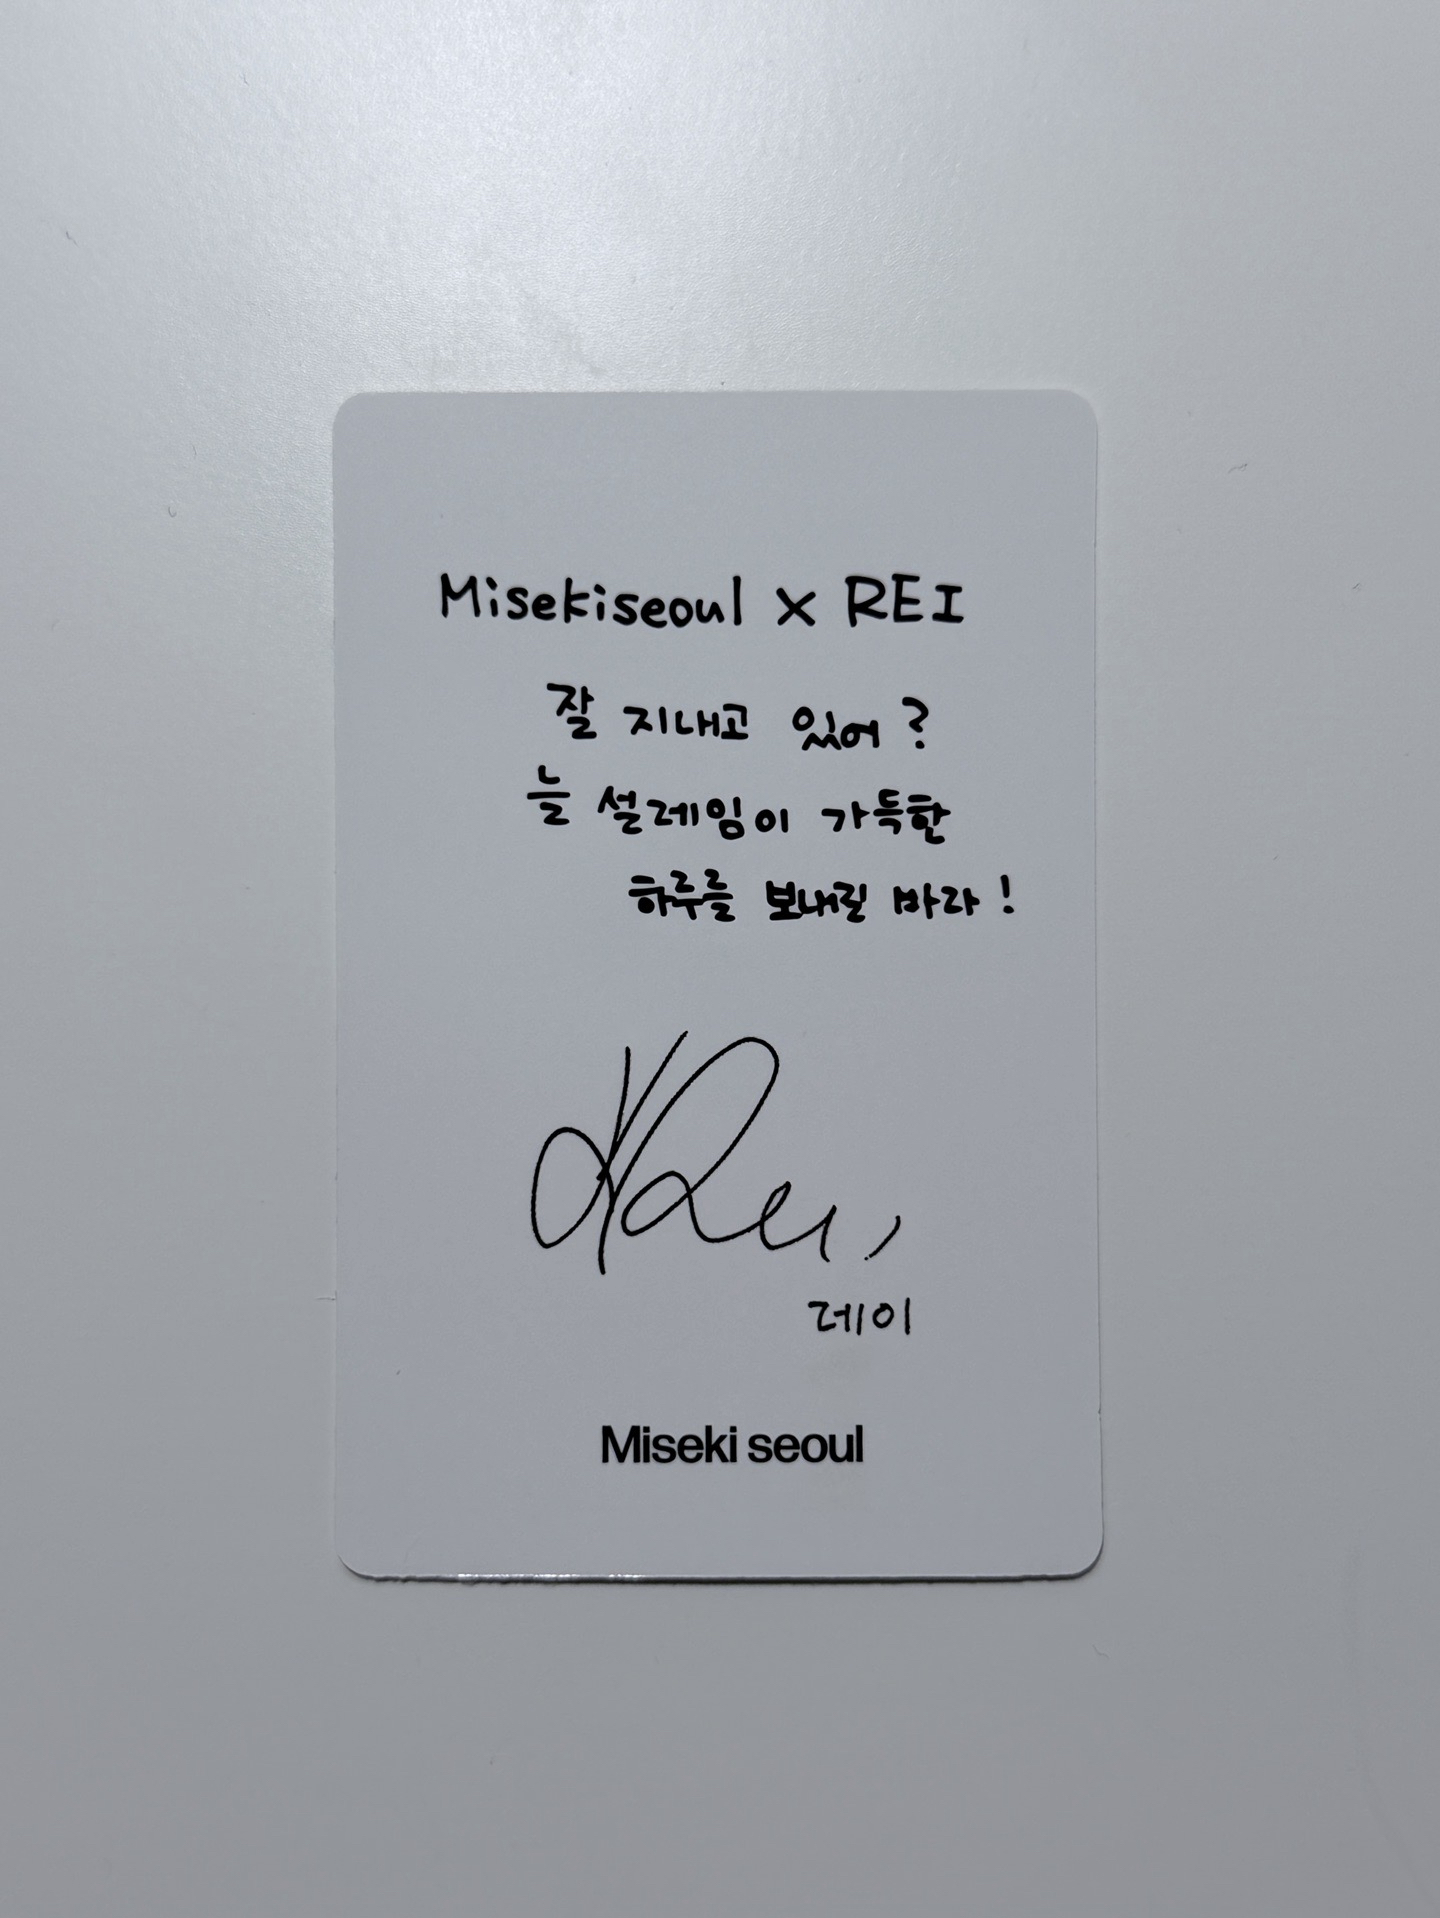 Misekiseoul x REI
잘 지내고 있어?
늘 설레임이 가득한
하루를 보내길 바라!
Rei
레이
Miseki seoul